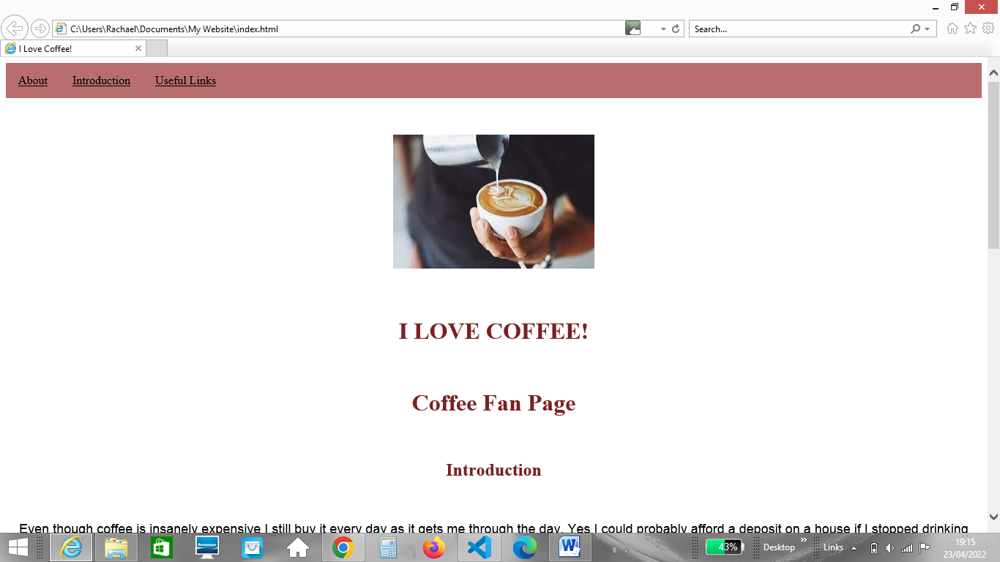 C:\Users\Rachael\Documents\My Website\index.html
Search...
I Love Coffee!
About Introduction Useful Links
I LOVE COFFEE!
Coffee Fan Page
Introduction
Even though coffee is insanely expensive I still buy it every day as it gets me through the day. Yes I could probably afford a deposit on a house if I stopped drinking
lenovo
43%
Desktop
Links
19:15
23/04/2022